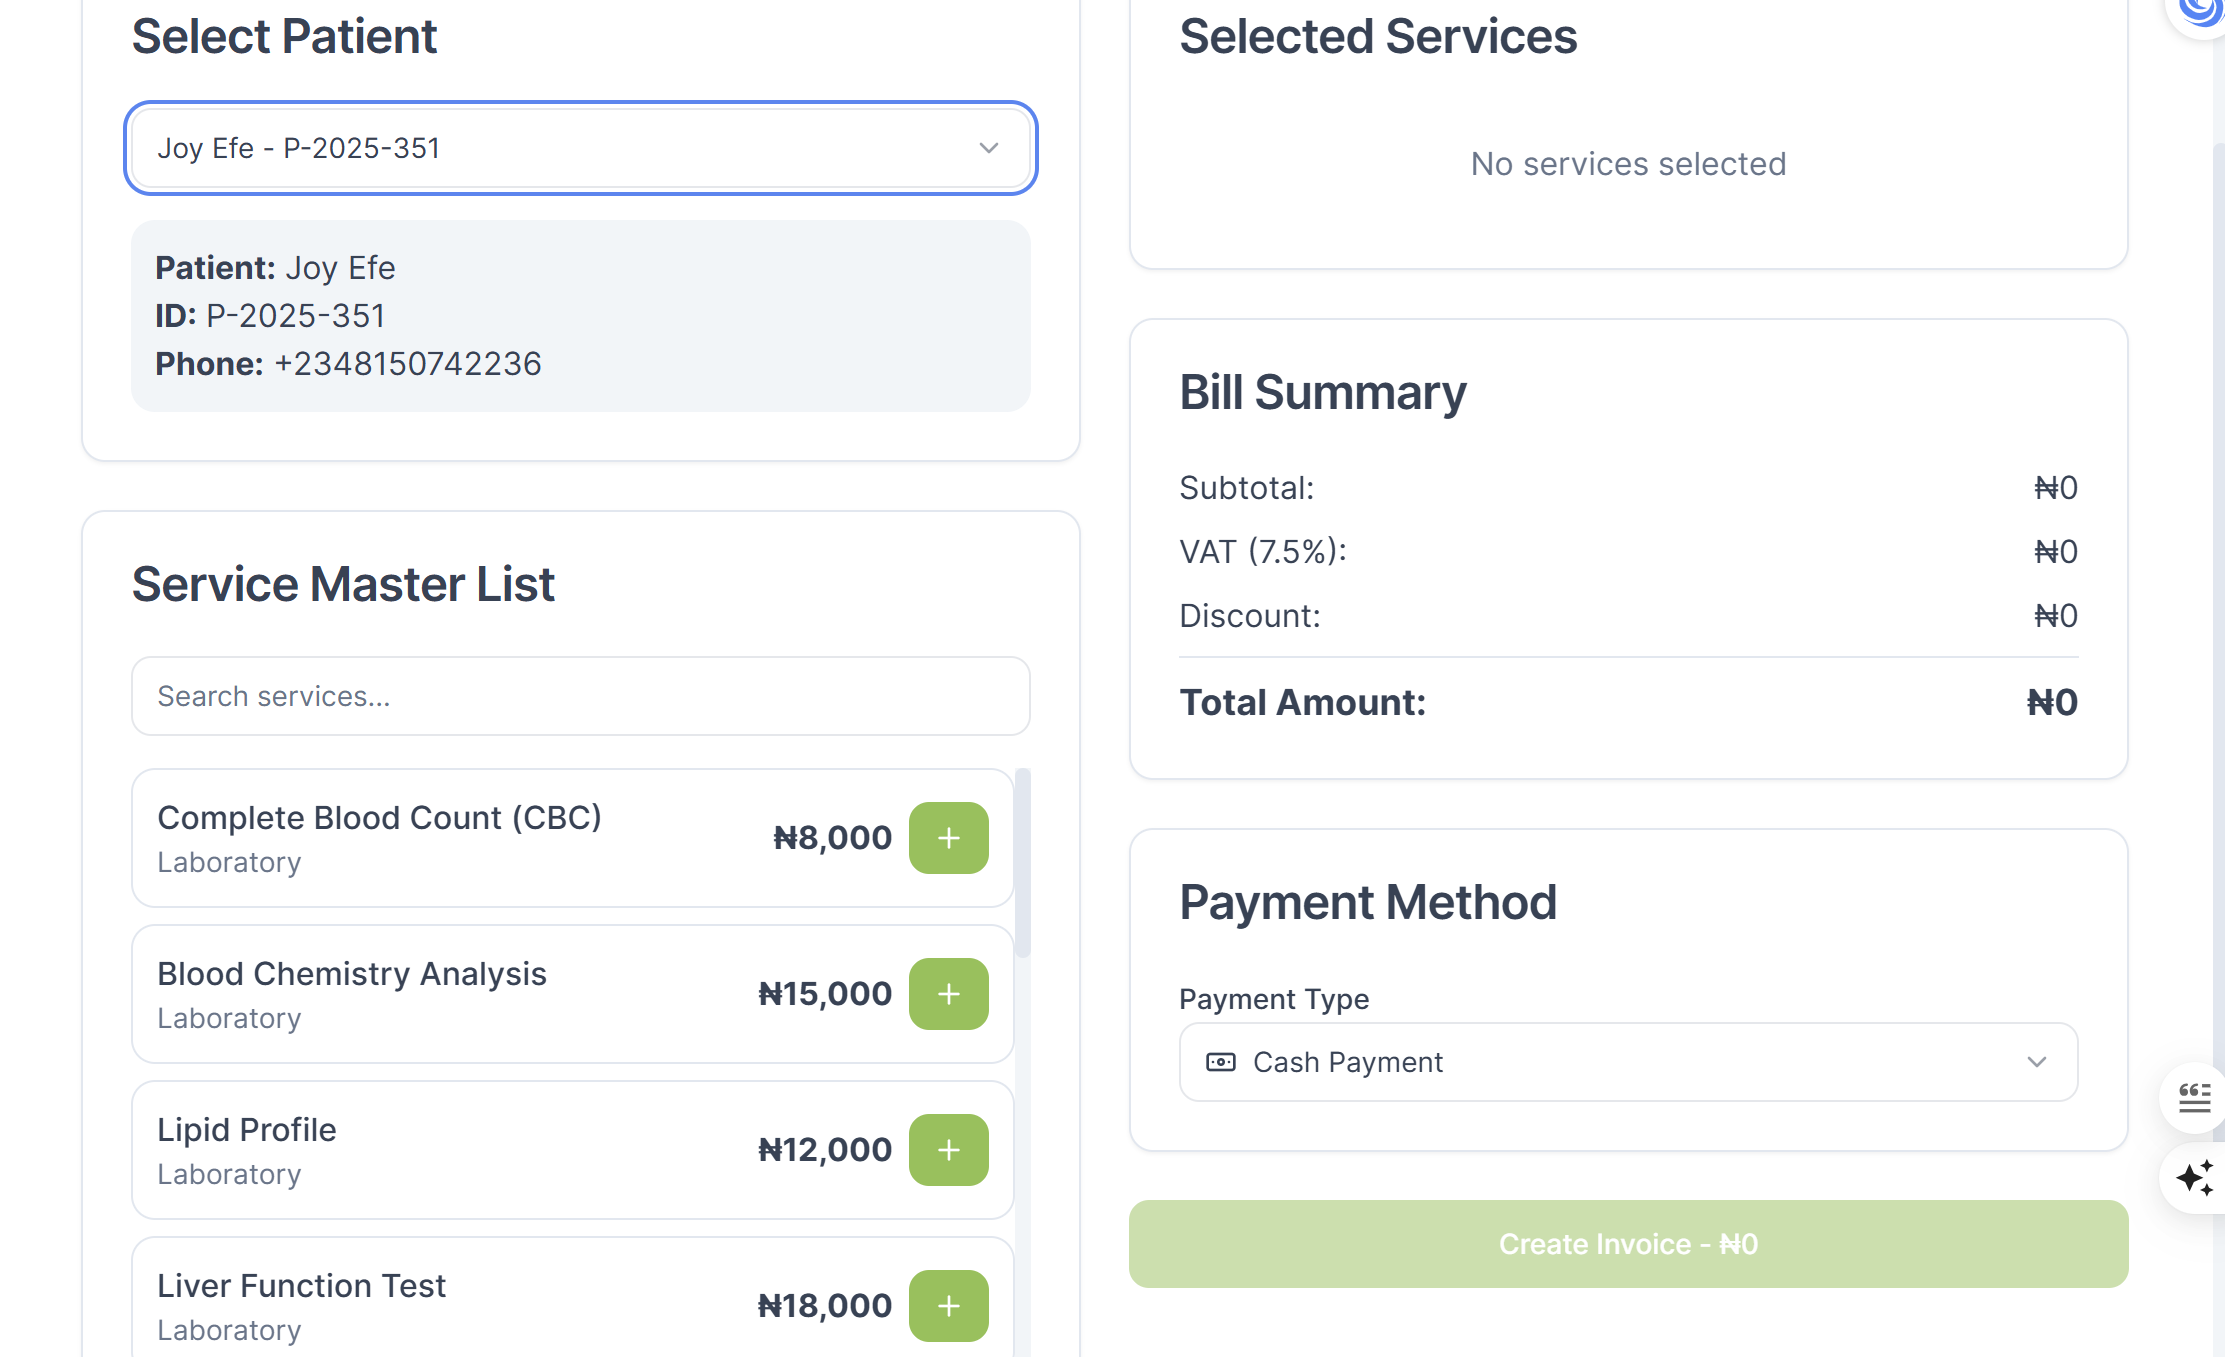 Select Patient
Joy Efe - P-2025-351
Patient: Joy Efe
ID: P-2025-351
Phone: +2348150742236
Service Master List
Search services...
Complete Blood Count (CBC)
Laboratory
₦8,000
Blood Chemistry Analysis
Laboratory
₦15,000
Lipid Profile
Laboratory
₦12,000
Liver Function Test
Laboratory
₦18,000
Selected Services
No services selected
Bill Summary
Subtotal: ₦0
VAT (7.5%): ₦0
Discount: ₦0
Total Amount: ₦0
Payment Method
Payment Type
Cash Payment
Create Invoice - ₦0